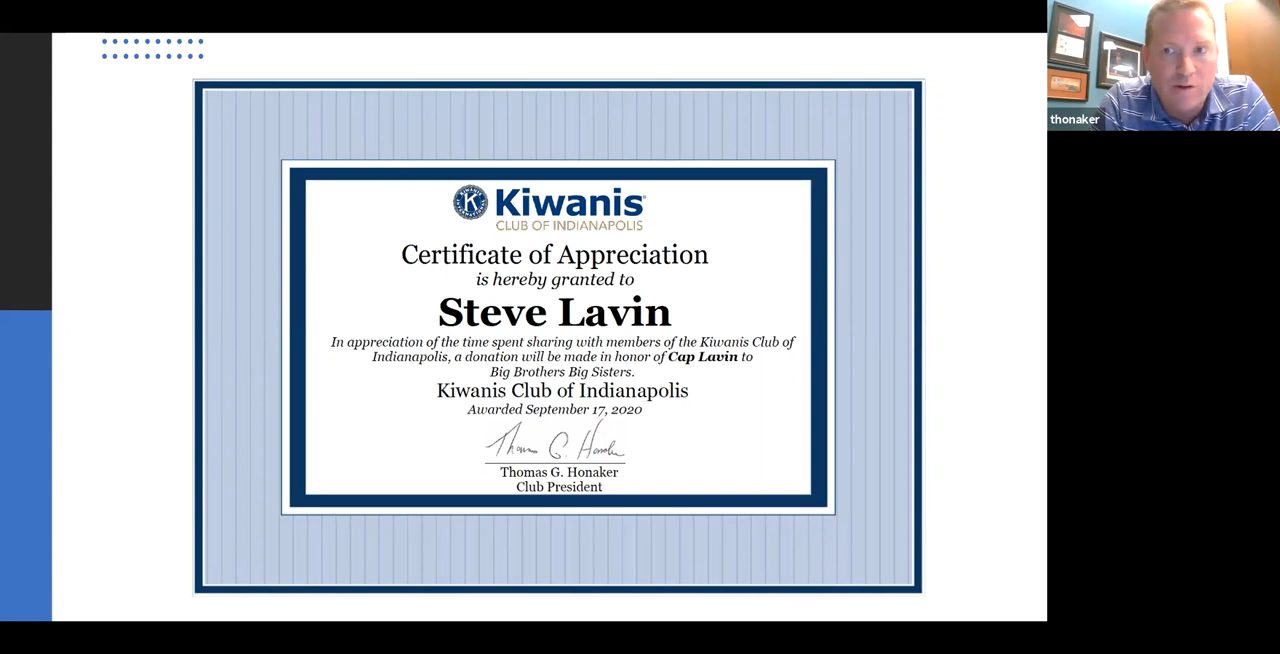 thonaker
Kiwanis
CLUB OF INDIANAPOLIS
Certificate of Appreciation
is hereby granted to
Steve Lavin
In appreciation of the time spent sharing with members of the Kiwanis Club of
Indianapolis, a donation will be made in honor of Cap Lavin to
Big Brothers Big Sisters.
Kiwanis Club of Indianapolis
Awarded September 17, 2020
Thomas G. Honaker
Thomas G. Honaker
Club President